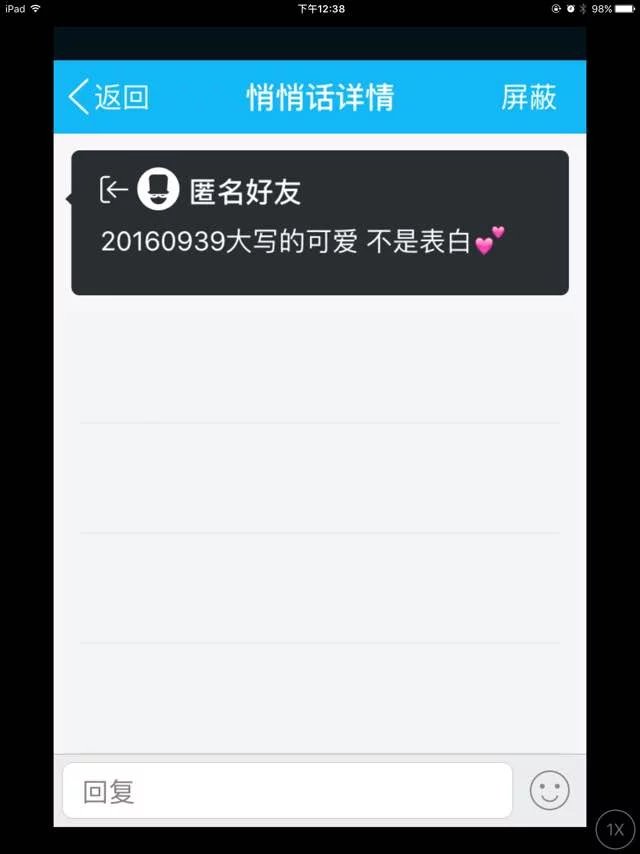 iPad 下午12:38 98%
返回 悄悄话详情 屏蔽
匿名好友
20160939大写的可爱 不是表白💕
回复
1X